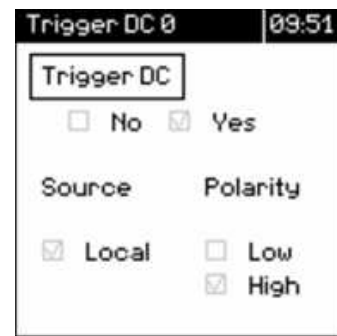 Trigger DC 0 09:51
Trigger DC
No Yes
Source Polarity
Local Low
High